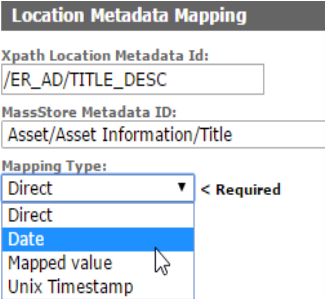 Location Metadata Mapping
Xpath Location Metadata Id:
/ER_AD/TITLE_DESC
MassStore Metadata ID:
Asset/Asset Information/Title
Mapping Type:
Direct < Required
Direct
Date
Mapped value
Unix Timestamp